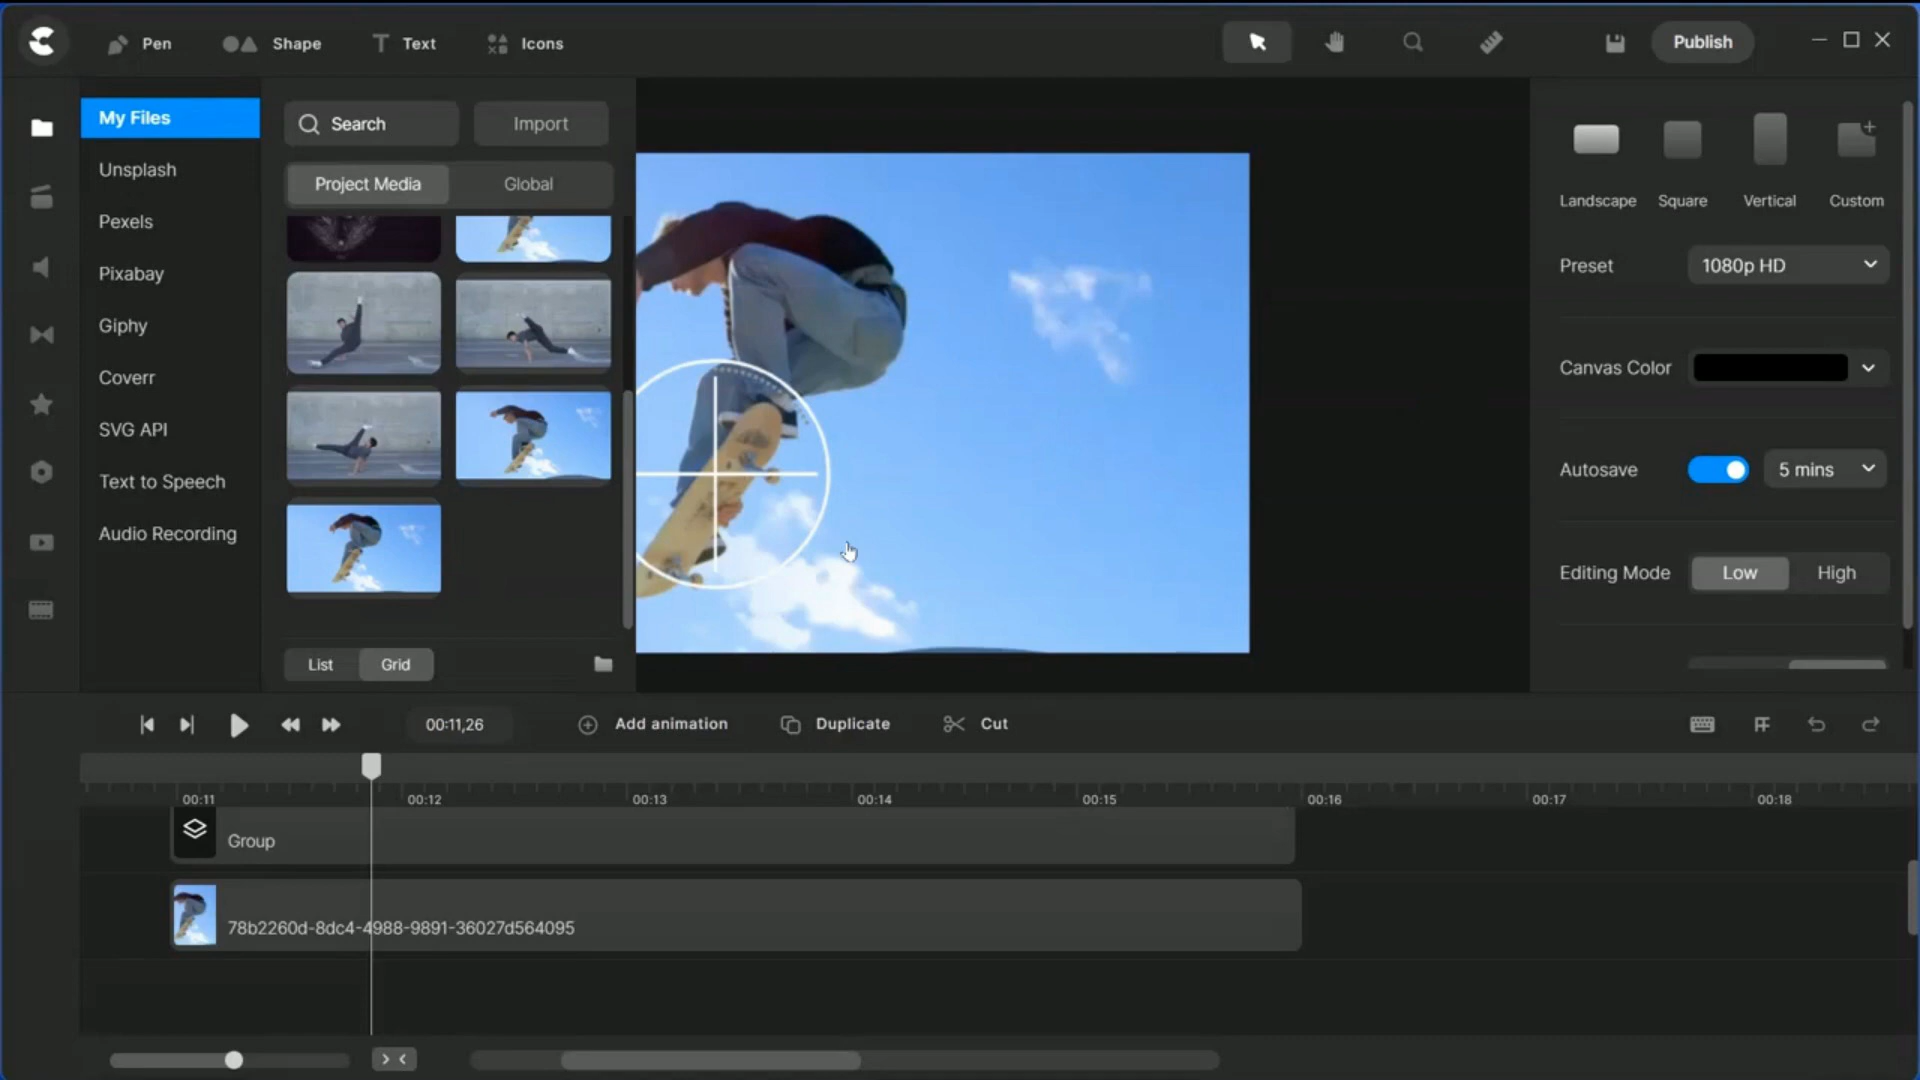 Pen
Shape
Text
Icons
Publish
My Files
Unsplash
Pexels
Pixabay
Giphy
Coverr
SVG API
Text to Speech
Audio Recording
Search
Import
Project Media
Global
List
Grid
Landscape
Square
Vertical
Custom
Preset
1080p HD
Canvas Color
Autosave
5 mins
Editing Mode
Low
High
00:11,26
Add animation
Duplicate
Cut
00:11
00:12
00:13
00:14
00:15
00:16
00:17
00:18
Group
78b2260d-8dc4-4988-9891-36027d564095